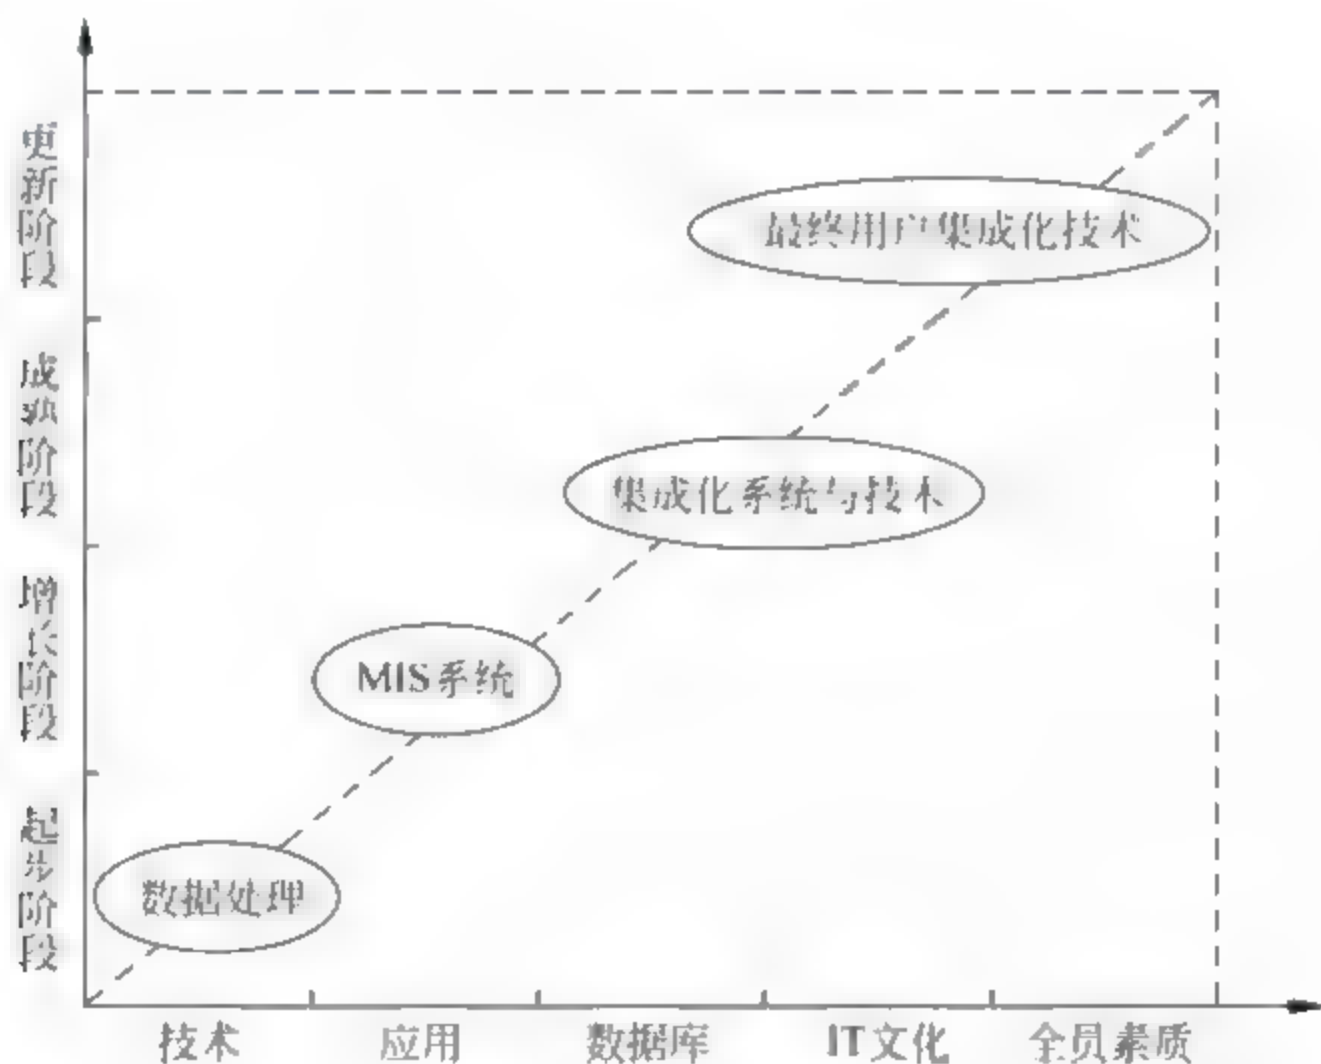 更新阶段
最终用户集成化技术
成熟阶段
集成化系统与技术
增长阶段
MIS系统
起步阶段
数据处理
技术
应用
数据库
IT文化
全员素质